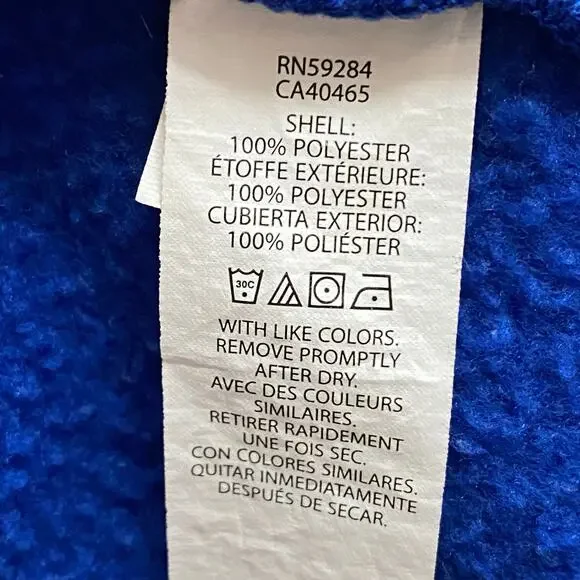 RN59284
CA40465
SHELL:
100% POLYESTER
ÉTOFFE EXTÉRIEURE:
100% POLYESTER
CUBIERTA EXTERIOR:
100% POLIÉSTER
30C
WITH LIKE COLORS.
REMOVE PROMPTLY
AFTER DRY.
AVEC DES COULEURS
SIMILAIRES.
RETIRER RAPIDEMENT
UNE FOIS SEC.
CON COLORES SIMILARES.
QUITAR INMEDIATAMENTE
DESPUÉS DE SECAR.